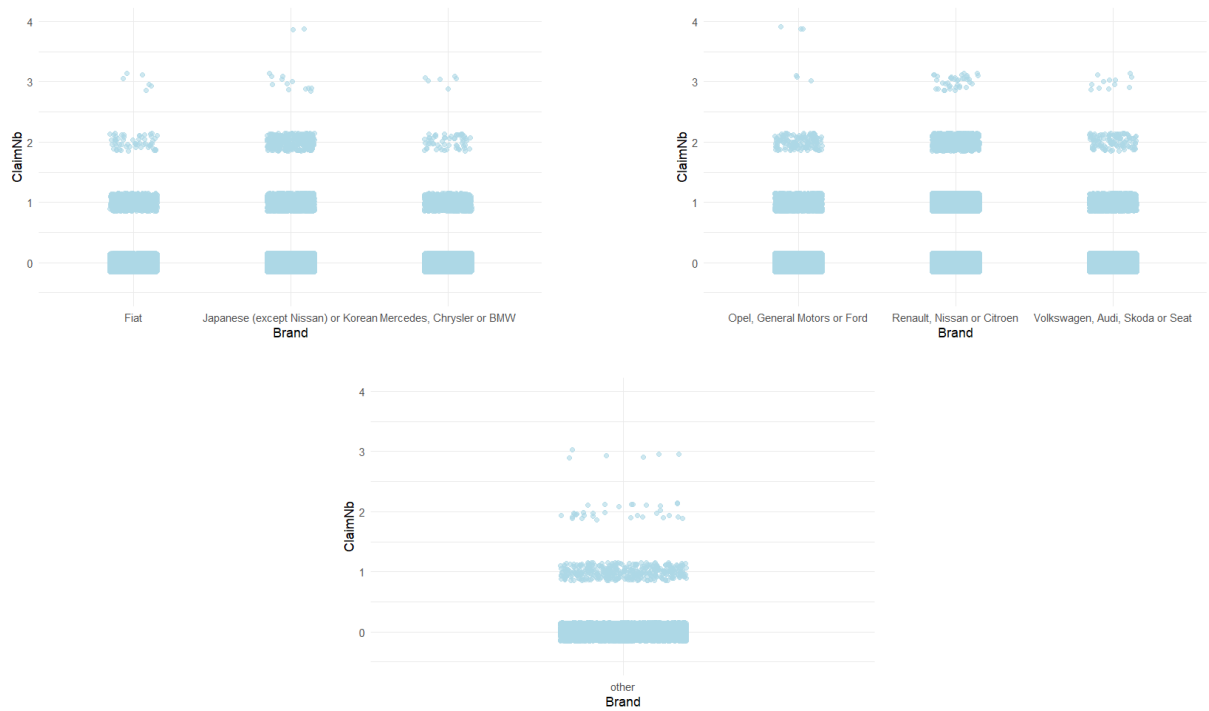 4
3
2
1
0
ClaimNb
Fiat Japanese (except Nissan) or Korean Mercedes, Chrysler or BMW
Brand
4
3
2
1
0
ClaimNb
Opel, General Motors or Ford Renault, Nissan or Citroen Volkswagen, Audi, Skoda or Seat
Brand
4
3
2
1
0
ClaimNb
other
Brand